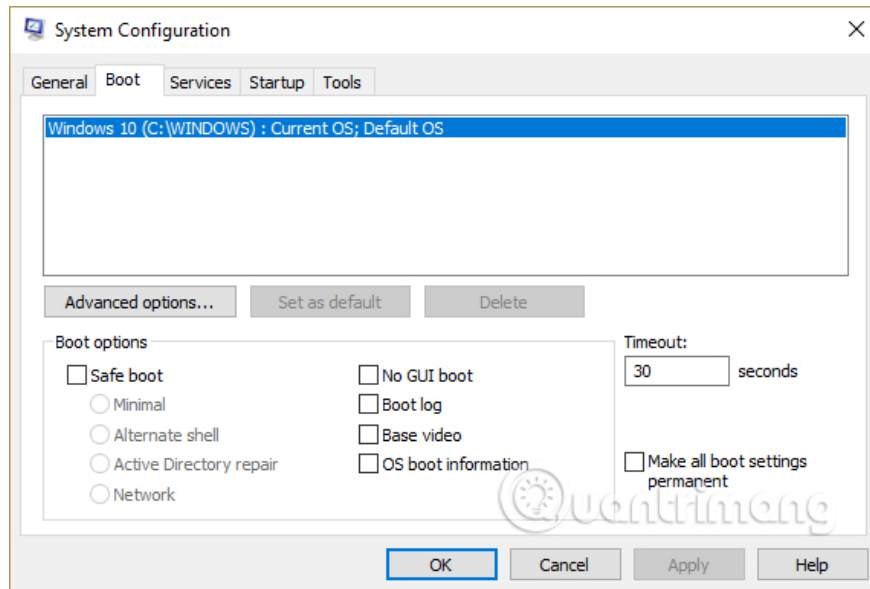 System Configuration
General Boot Services Startup Tools
Windows 10 (C:\WINDOWS) : Current OS; Default OS
Advanced options... Set as default Delete
Boot options
Timeout:
Safe boot No GUI boot 30 seconds
Minimal Boot log
Alternate shell Base video
Active Directory repair OS boot information Make all boot settings
permanent
Network
Quantrimang
OK Cancel Apply Help